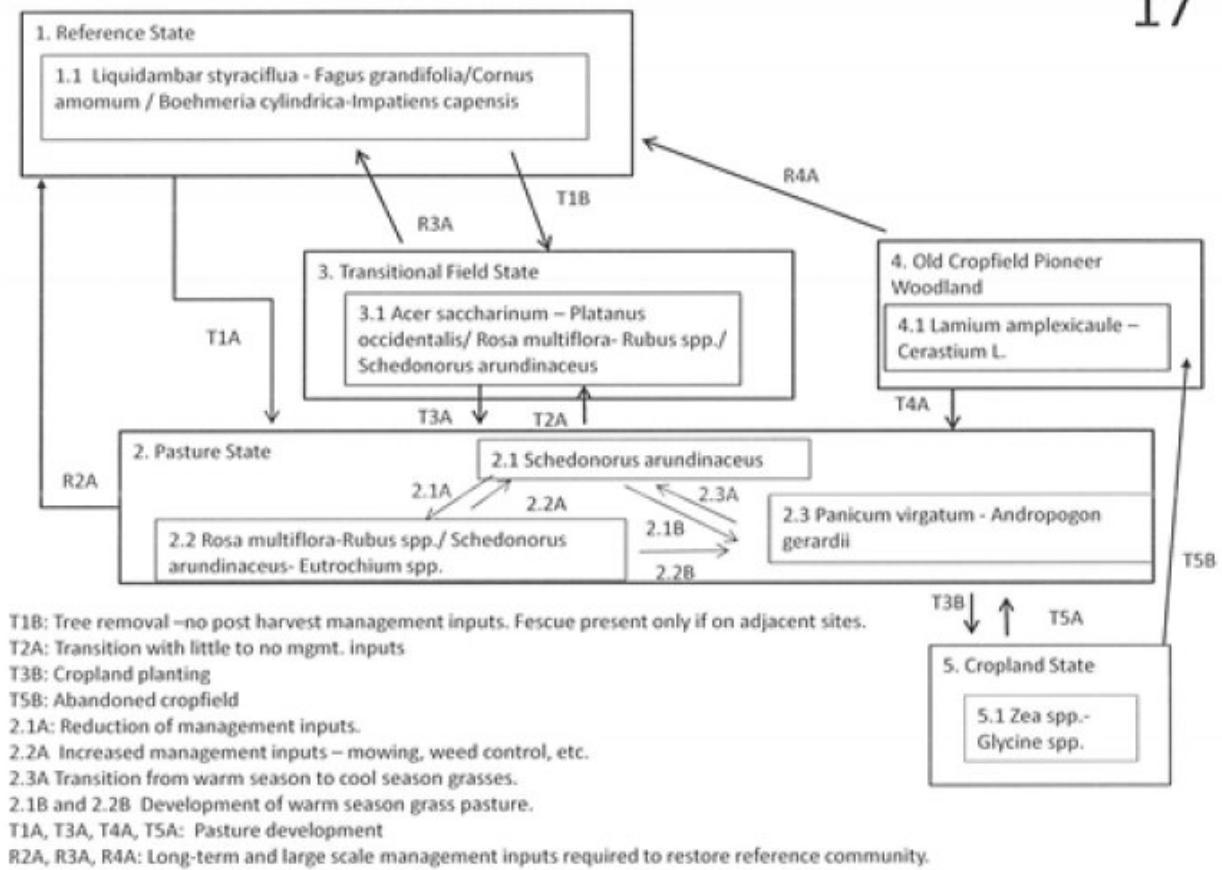 17
1. Reference State
1.1 Liquidambar styraciflua - Fagus grandifolia/Cornus
amomum / Boehmeria cylindrica-Impatiens capensis
R4A
T1B
R3A
3. Transitional Field State
3.1 Acer saccharinum – Platanus
occidentalis/ Rosa multiflora- Rubus spp./
Schedonorus arundinaceus
4. Old Cropfield Pioneer
Woodland
4.1 Lamium amplexicaule –
Cerastium L.
T1A
T3A
T2A
T4A
2. Pasture State
2.1 Schedonorus arundinaceus
R2A
2.1A
2.2A
2.3A
2.1B
2.2 Rosa multiflora-Rubus spp./ Schedonorus
arundinaceus- Eutrochium spp.
2.2B
2.3 Panicum virgatum - Andropogon
gerardii
T5B
T3B
T5A
5. Cropland State
5.1 Zea spp.-
Glycine spp.
T1B: Tree removal –no post harvest management inputs. Fescue present only if on adjacent sites.
T2A: Transition with little to no mgmt. inputs
T3B: Cropland planting
T5B: Abandoned cropfield
2.1A: Reduction of management inputs.
2.2A Increased management inputs – mowing, weed control, etc.
2.3A Transition from warm season to cool season grasses.
2.1B and 2.2B Development of warm season grass pasture.
T1A, T3A, T4A, T5A: Pasture development
R2A, R3A, R4A: Long-term and large scale management inputs required to restore reference community.